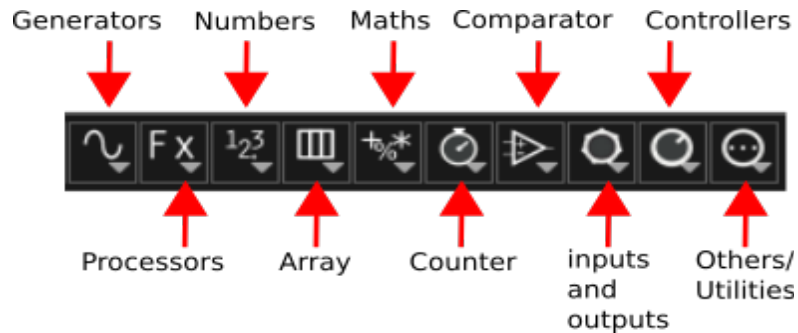 Generators Numbers Maths Comparator Controllers
Fx 123 +%*
Processors Array Counter inputs Others/
and Utilities
outputs